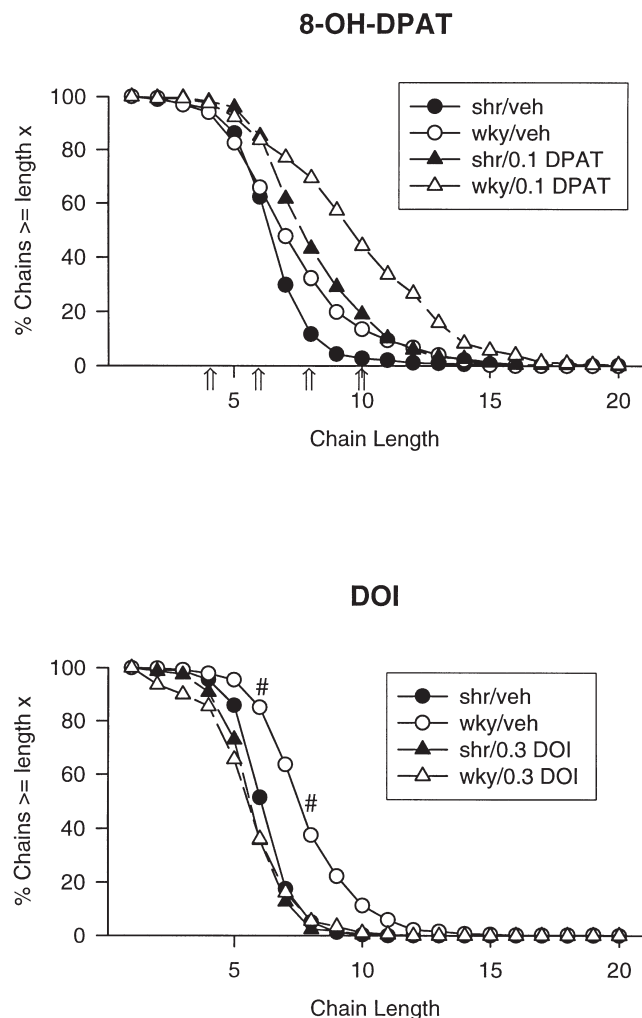 8-OH-DPAT
100
80
60
40
20
0
% Chains >= length x
shr/veh
wky/veh
shr/0.1 DPAT
wky/0.1 DPAT
⇑ ⇑ ⇑ ⇑
5 10 15 20
Chain Length
DOI
100
80
60
40
20
0
% Chains >= length x
#
#
shr/veh
wky/veh
shr/0.3 DOI
wky/0.3 DOI
5 10 15 20
Chain Length